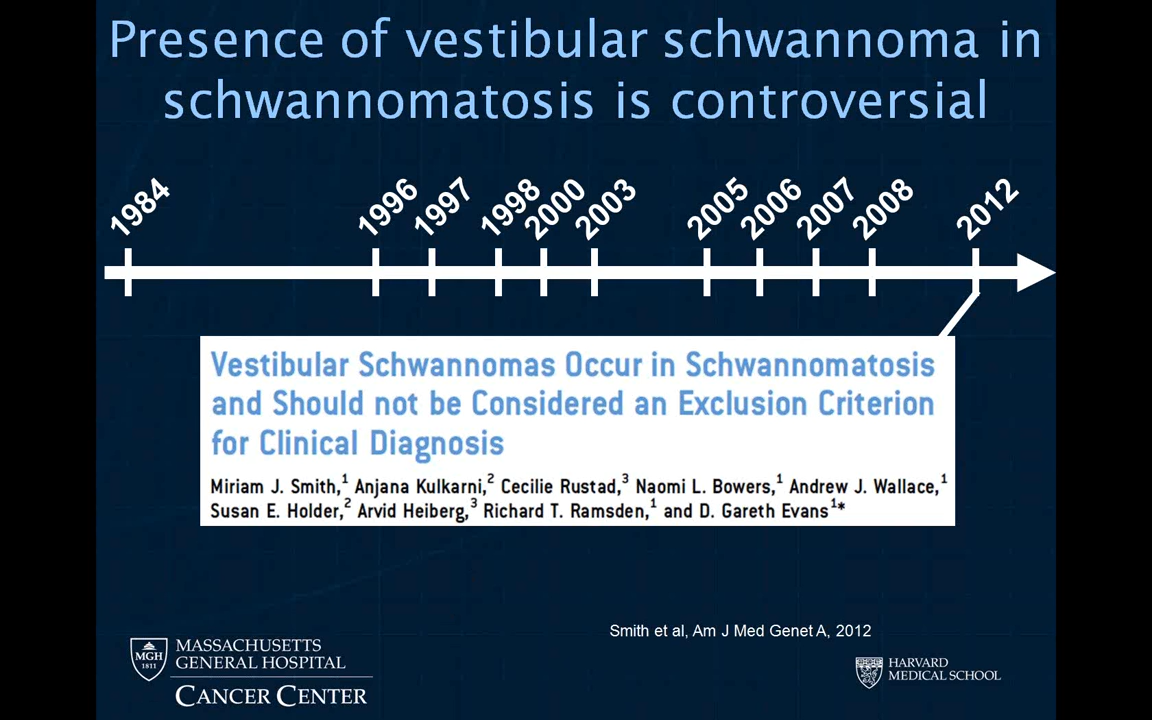 Presence of vestibular schwannoma in
schwannomatosis is controversial
1984 1996 1997 1998 2000 2003 2005 2006 2007 2008 2012
Vestibular Schwannomas Occur in Schwannomatosis
and Should not be Considered an Exclusion Criterion
for Clinical Diagnosis
Miriam J. Smith,1 Anjana Kulkarni,2 Cecilie Rustad,3 Naomi L. Bowers,1 Andrew J. Wallace,1
Susan E. Holder,2 Arvid Heiberg,3 Richard T. Ramsden,1 and D. Gareth Evans1*
Smith et al, Am J Med Genet A, 2012
MGH
1811
MASSACHUSETTS
GENERAL HOSPITAL
CANCER CENTER
HARVARD
MEDICAL SCHOOL